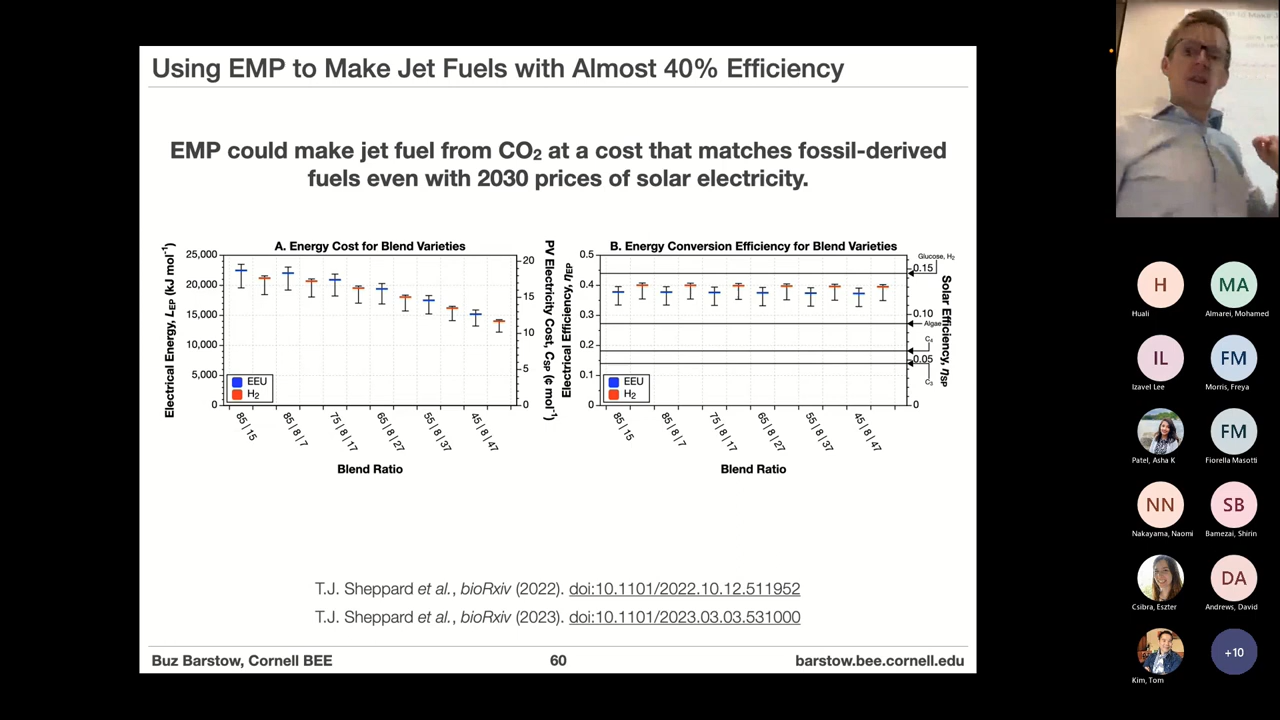 Using EMP to Make Jet Fuels with Almost 40% Efficiency
EMP could make jet fuel from CO₂ at a cost that matches fossil-derived
fuels even with 2030 prices of solar electricity.
A. Energy Cost for Blend Varieties
Electrical Energy, L_EP (kJ mol⁻¹)
25,000
20,000
15,000
10,000
5,000
0
20
15
10
5
0
PV Electricity Cost, C_SP (¢ mol⁻¹)
EEU
H₂
85 | 15
85 | 8 | 7
75 | 8 | 17
65 | 8 | 27
55 | 8 | 37
45 | 8 | 47
Blend Ratio
B. Energy Conversion Efficiency for Blend Varieties
Electrical Efficiency, η_EP
0.5
0.4
0.3
0.2
0.1
0
Glucose, H₂
0.15
0.10
Algae
C₄
0.05
C₃
0
Solar Efficiency, η_SP
EEU
H₂
85 | 15
85 | 8 | 7
75 | 8 | 17
65 | 8 | 27
55 | 8 | 37
45 | 8 | 47
Blend Ratio
T.J. Sheppard et al., bioRxiv (2022). doi:10.1101/2022.10.12.511952
T.J. Sheppard et al., bioRxiv (2023). doi:10.1101/2023.03.03.531000
Buz Barstow, Cornell BEE
60
barstow.bee.cornell.edu
H
MA
Huali
Almarei, Mohamed
IL
FM
Izavel Lee
Morris, Freya
FM
Patel, Asha K
Fiorella Masotti
NN
SB
Nakayama, Naomi
Bamezai, Shirin
DA
Csibra, Eszter
Andrews, David
+10
Kim, Tom